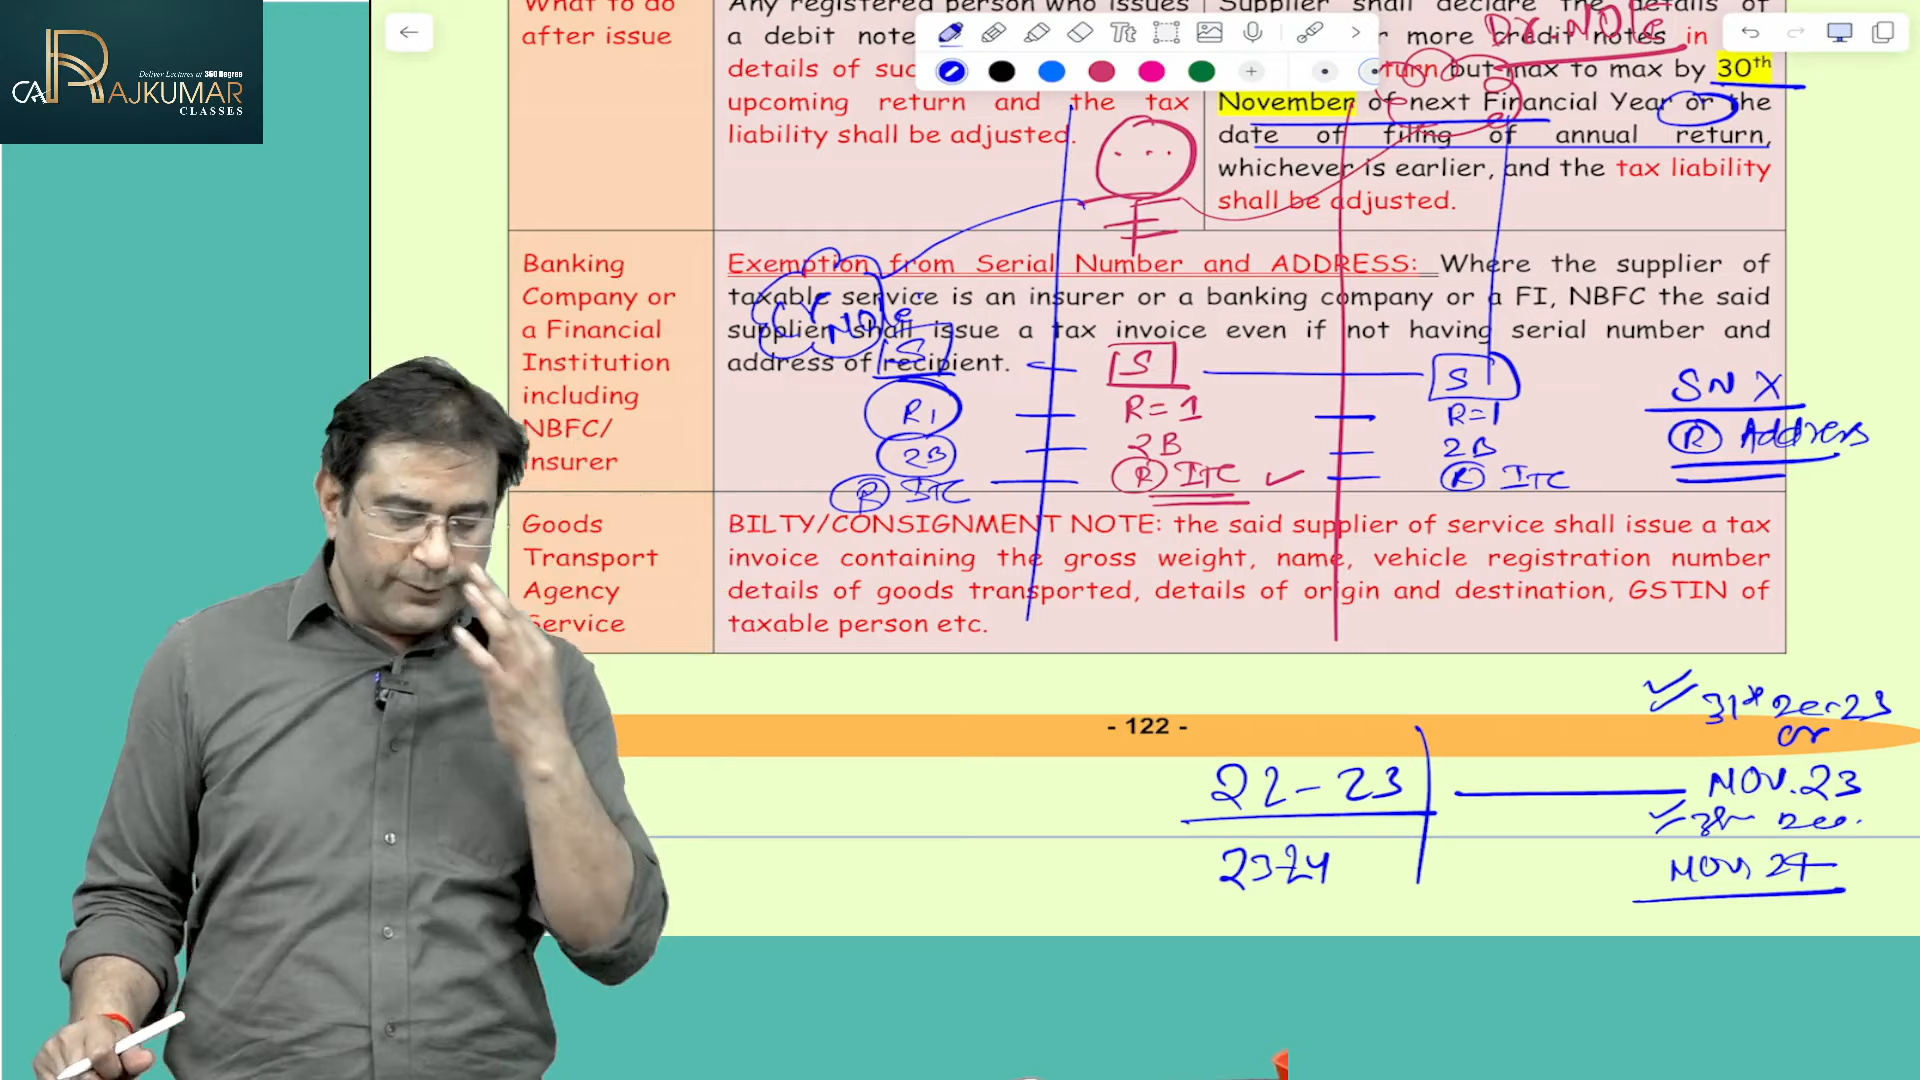 Deliver Lectures at 360 Degree
CA RAJKUMAR
CLASSES
What to do
after issue
Any registered person who issues
a debit note
details of suc
upcoming return and the tax
liability shall be adjusted.
Supplier shall declare the details of
r more credit notes in
return but max to max by 30th
November of next Financial Year or the
date of filing of annual return,
whichever is earlier, and the tax liability
shall be adjusted.
Tt
Dr NOTE
Banking
Company or
a Financial
Institution
including
NBFC/
Insurer
Exemption from Serial Number and ADDRESS: Where the supplier of
taxable service is an insurer or a banking company or a FI, NBFC the said
supplier shall issue a tax invoice even if not having serial number and
address of recipient.
Cr
NOTE
S
R1
2B
R ITC
S
R=1
2B
R ITC
S
R=1
2B
R ITC
SN X
R Address
Goods
Transport
Agency
Service
BILTY/CONSIGNMENT NOTE: the said supplier of service shall issue a tax
invoice containing the gross weight, name, vehicle registration number
details of goods transported, details of origin and destination, GSTIN of
taxable person etc.
- 122 -
31st Dec 23
or
22-23
NOV. 23
Dec.
23-24
NOV, 24